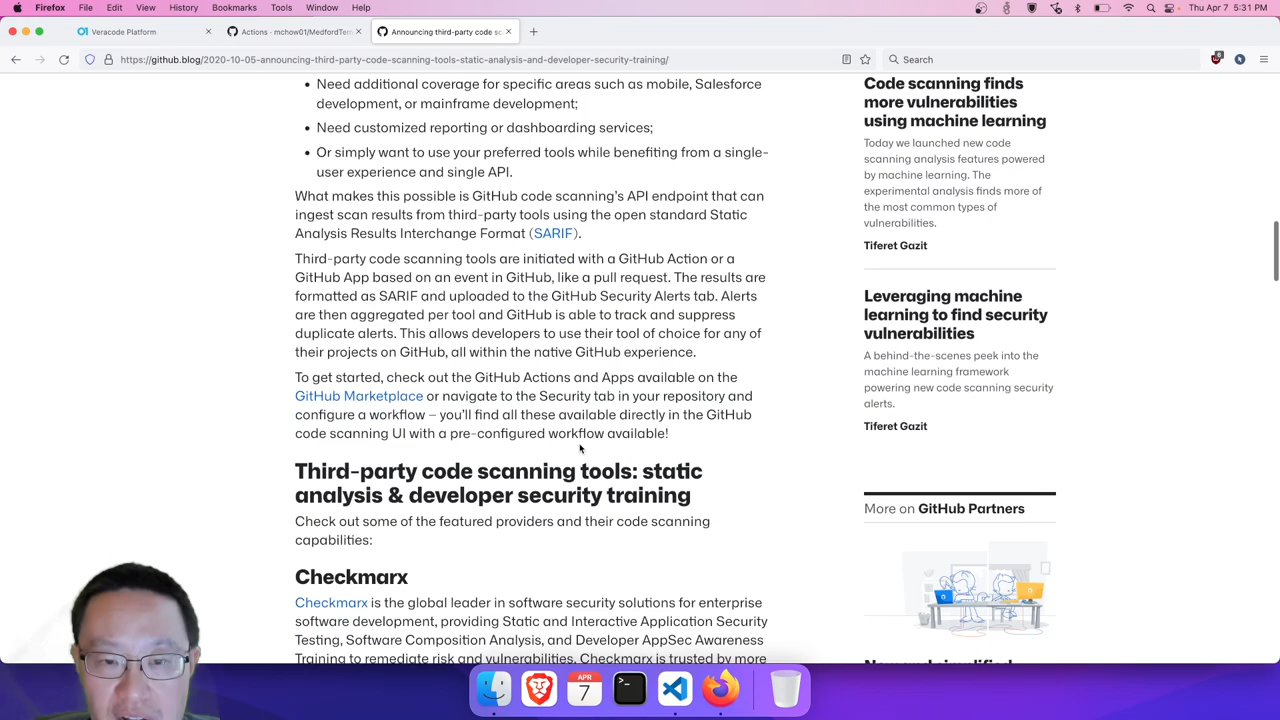 Firefox File Edit View History Bookmarks Tools Window Help Thu Apr 7 5:31 PM
Veracode Platform
Actions · mchow01/MedfordTern
Announcing third-party code sc
https://github.blog/2020-10-05-announcing-third-party-code-scanning-tools-static-analysis-and-developer-security-training/
Search
• Need additional coverage for specific areas such as mobile, Salesforce
development, or mainframe development;
• Need customized reporting or dashboarding services;
• Or simply want to use your preferred tools while benefiting from a single-
user experience and single API.
What makes this possible is GitHub code scanning's API endpoint that can
ingest scan results from third-party tools using the open standard Static
Analysis Results Interchange Format (SARIF).
Third-party code scanning tools are initiated with a GitHub Action or a
GitHub App based on an event in GitHub, like a pull request. The results are
formatted as SARIF and uploaded to the GitHub Security Alerts tab. Alerts
are then aggregated per tool and GitHub is able to track and suppress
duplicate alerts. This allows developers to use their tool of choice for any of
their projects on GitHub, all within the native GitHub experience.
To get started, check out the GitHub Actions and Apps available on the
GitHub Marketplace or navigate to the Security tab in your repository and
configure a workflow – you'll find all these available directly in the GitHub
code scanning UI with a pre-configured workflow available!
Third-party code scanning tools: static
analysis & developer security training
Check out some of the featured providers and their code scanning
capabilities:
Checkmarx
Checkmarx is the global leader in software security solutions for enterprise
software development, providing Static and Interactive Application Security
Testing, Software Composition Analysis, and Developer AppSec Awareness
Training to remediate risk and vulnerabilities. Checkmarx is trusted by more
Code scanning finds
more vulnerabilities
using machine learning
Today we launched new code
scanning analysis features powered
by machine learning. The
experimental analysis finds more of
the most common types of
vulnerabilities.
Tiferet Gazit
Leveraging machine
learning to find security
vulnerabilities
A behind-the-scenes peek into the
machine learning framework
powering new code scanning security
alerts.
Tiferet Gazit
More on GitHub Partners
New and simplified
APR
7